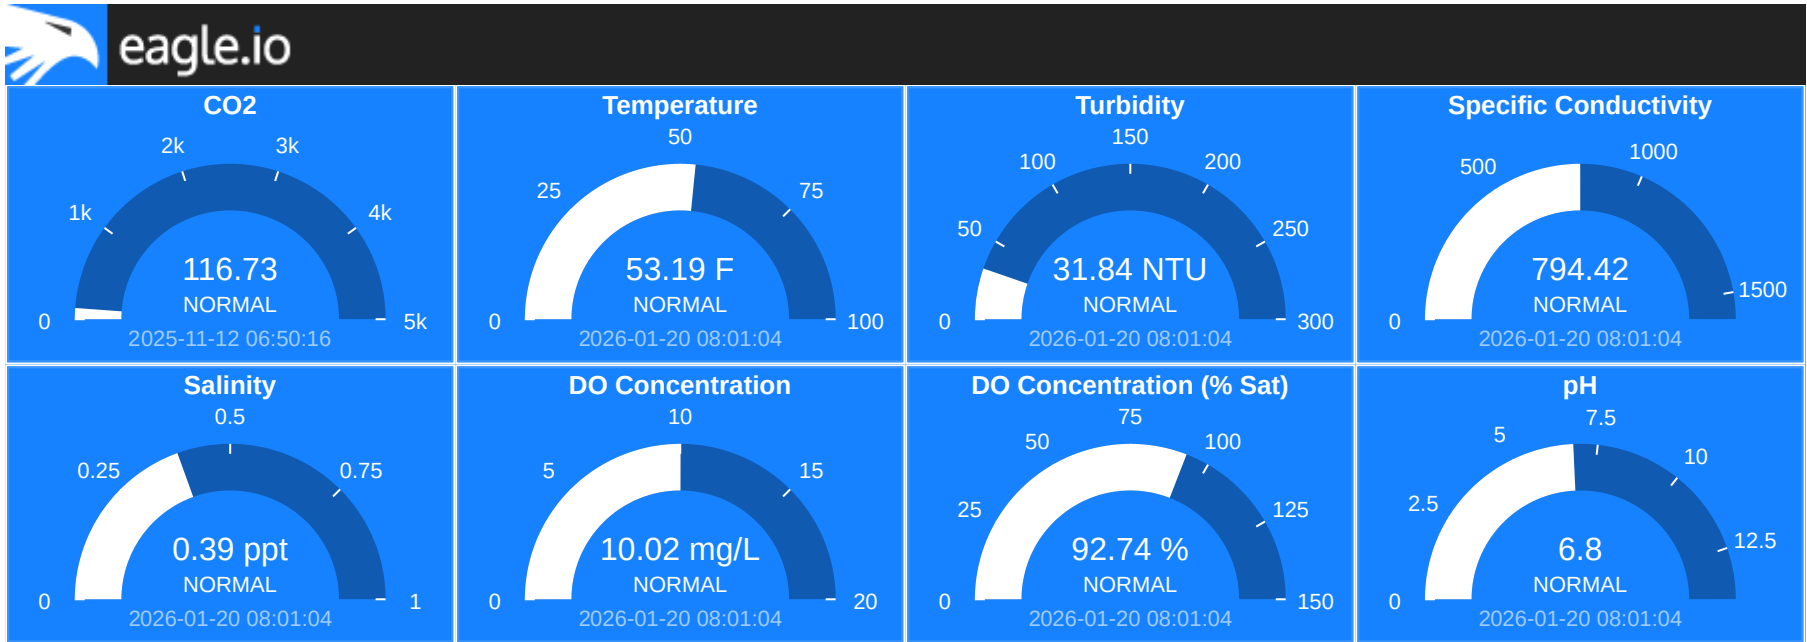 eagle.io
CO2
0
1k
2k
3k
4k
5k
116.73
NORMAL
2025-11-12 06:50:16
Temperature
0
25
50
75
100
53.19 F
NORMAL
2026-01-20 08:01:04
Turbidity
0
50
100
150
200
250
300
31.84 NTU
NORMAL
2026-01-20 08:01:04
Specific Conductivity
0
500
1000
1500
794.42
NORMAL
2026-01-20 08:01:04
Salinity
0
0.25
0.5
0.75
1
0.39 ppt
NORMAL
2026-01-20 08:01:04
DO Concentration
0
5
10
15
20
10.02 mg/L
NORMAL
2026-01-20 08:01:04
DO Concentration (% Sat)
0
25
50
75
100
125
150
92.74 %
NORMAL
2026-01-20 08:01:04
pH
0
2.5
5
7.5
10
12.5
6.8
NORMAL
2026-01-20 08:01:04